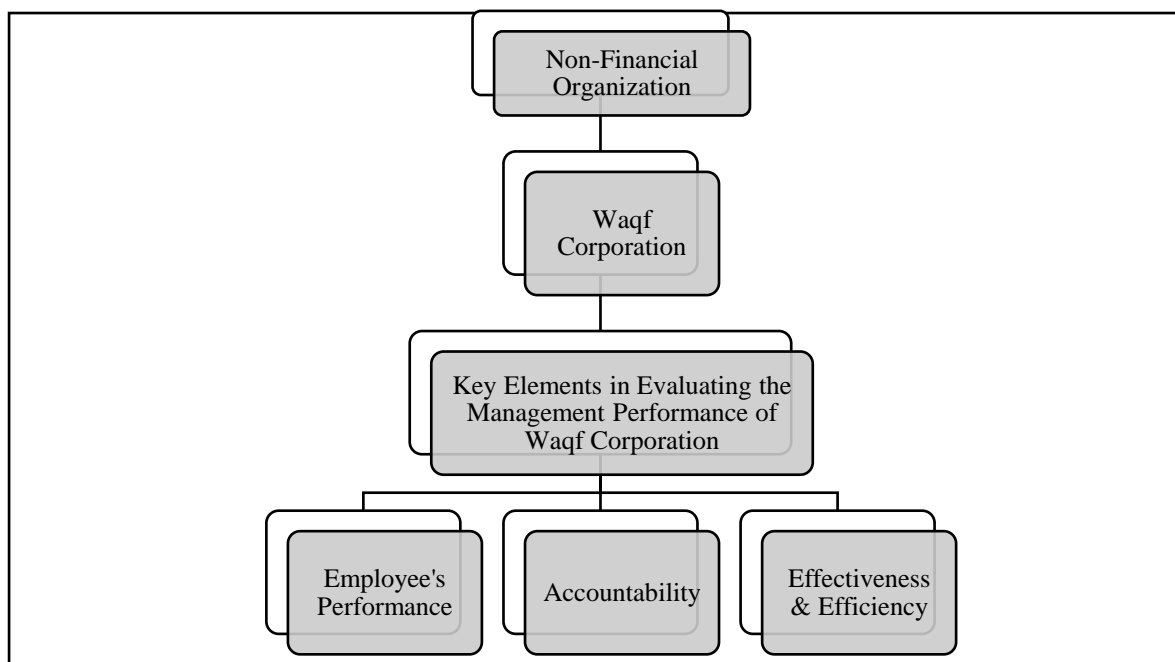 Non-Financial
Organization
Waqf
Corporation
Key Elements in Evaluating the
Management Performance of
Waqf Corporation
Employee's
Performance
Accountability
Effectiveness
& Efficiency